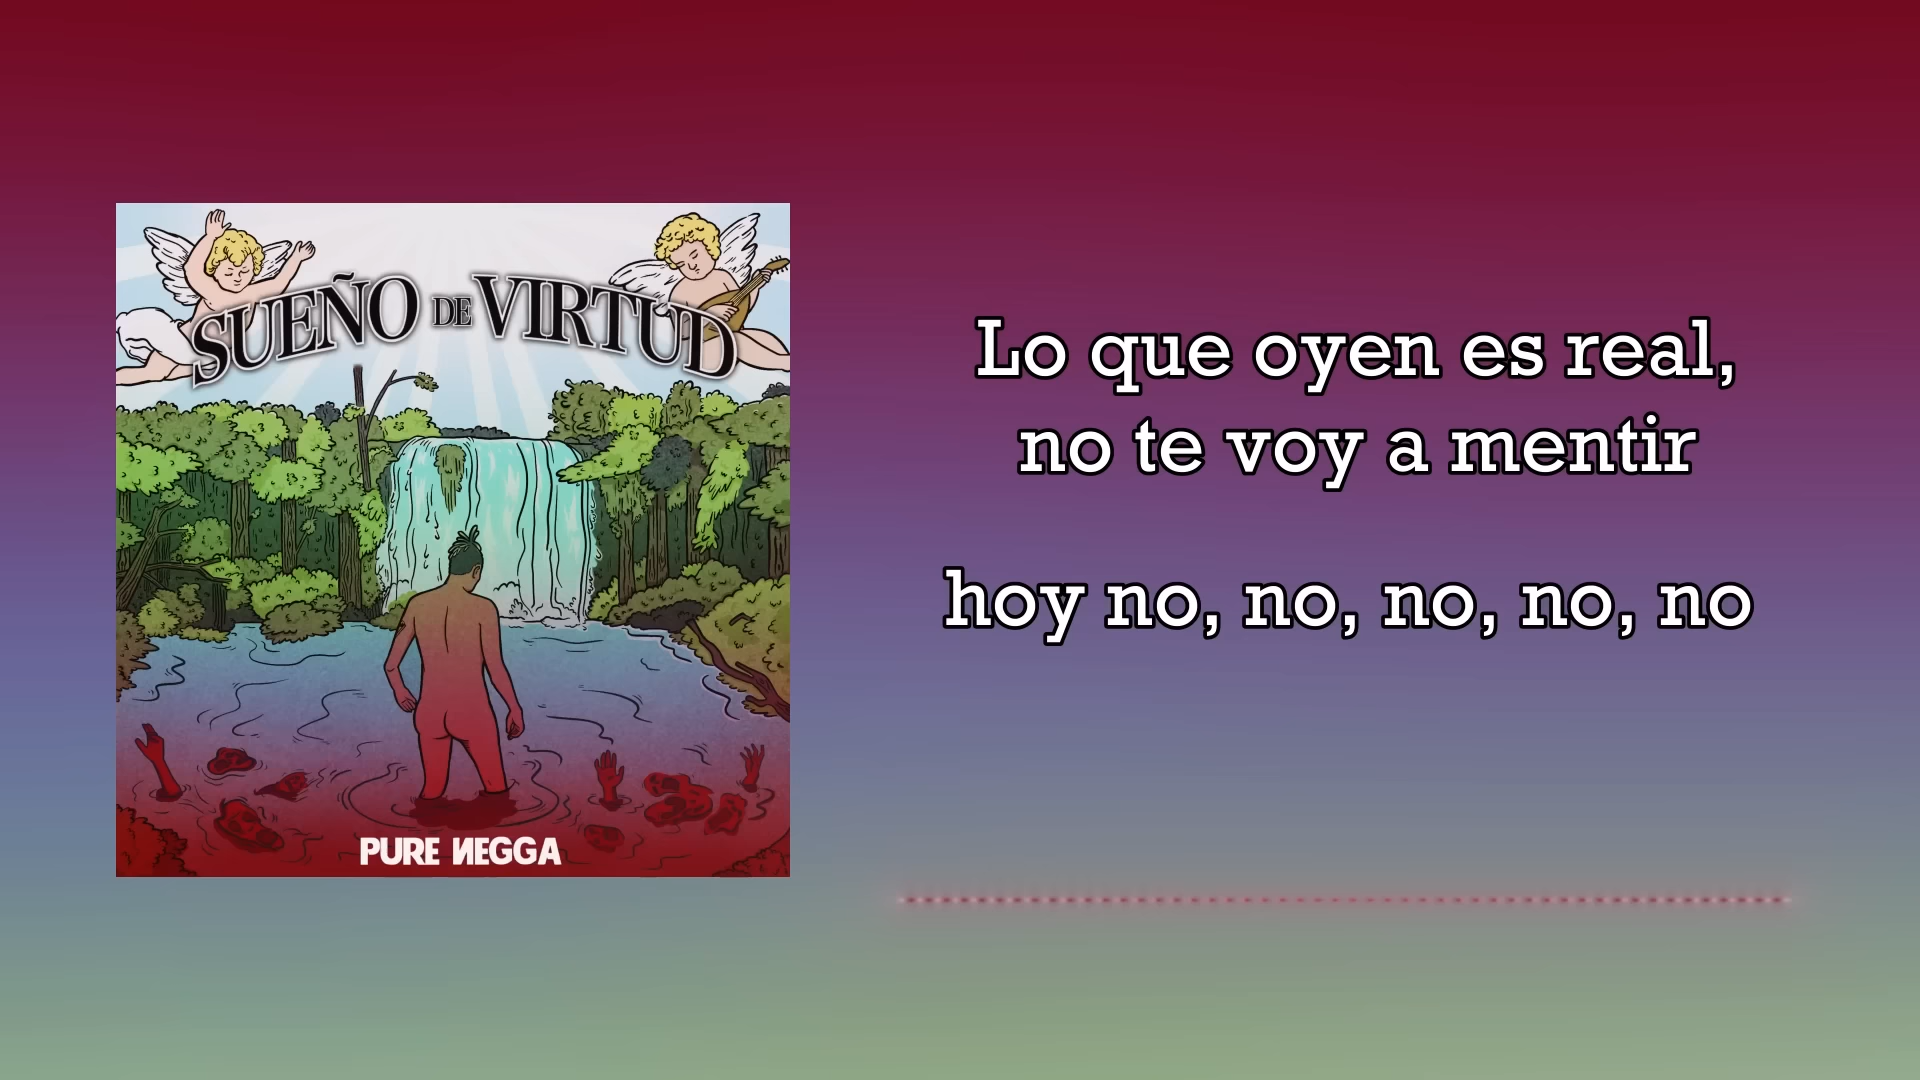 SUEÑO DE VIRTUD
PURE NEGGA
Lo que oyen es real,
no te voy a mentir
hoy no, no, no, no, no